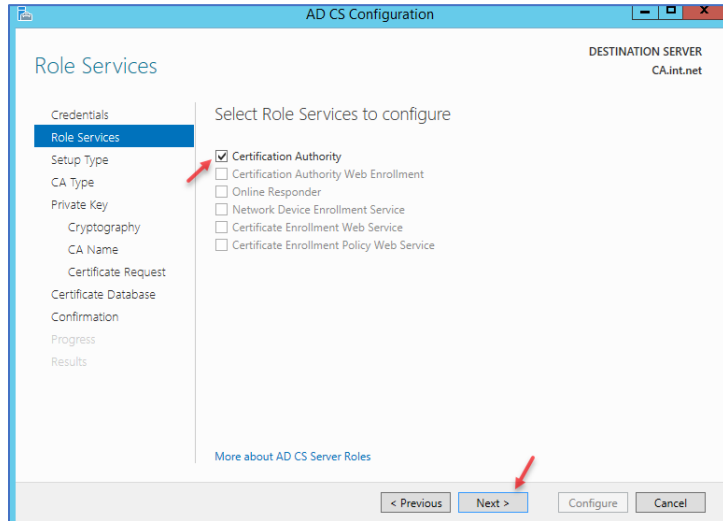 AD CS Configuration
Role Services
DESTINATION SERVER
CA.int.net
Credentials
Role Services
Setup Type
CA Type
Private Key
Cryptography
CA Name
Certificate Request
Certificate Database
Confirmation
Progress
Results
Select Role Services to configure
Certification Authority
Certification Authority Web Enrollment
Online Responder
Network Device Enrollment Service
Certificate Enrollment Web Service
Certificate Enrollment Policy Web Service
More about AD CS Server Roles
< Previous
Next >
Configure
Cancel